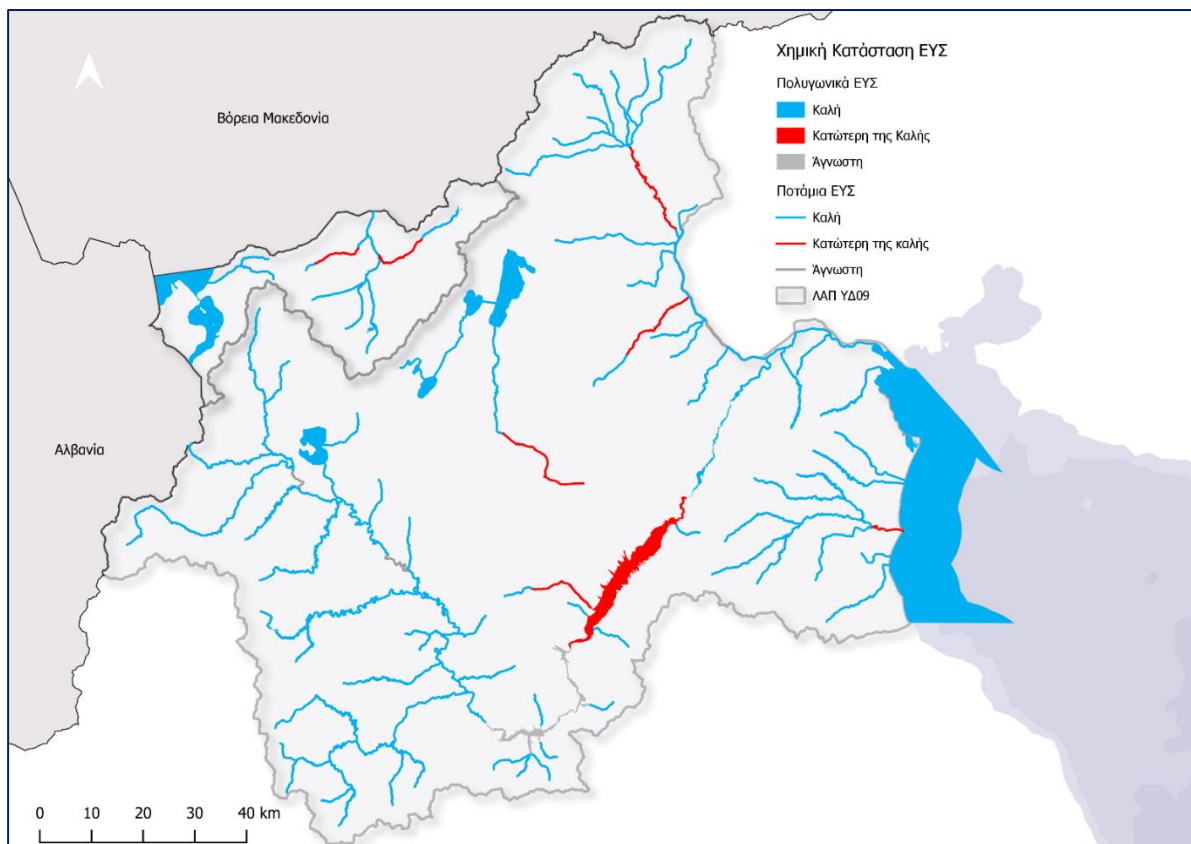 Χημική Κατάσταση ΕΥΣ
Πολυγωνικά ΕΥΣ
Καλή
Κατώτερη της Καλής
Άγνωστη
Ποτάμια ΕΥΣ
Καλή
Κατώτερη της καλής
Άγνωστη
ΛΑΠ ΥΔ09
Βόρεια Μακεδονία
Αλβανία
0 10 20 30 40 km